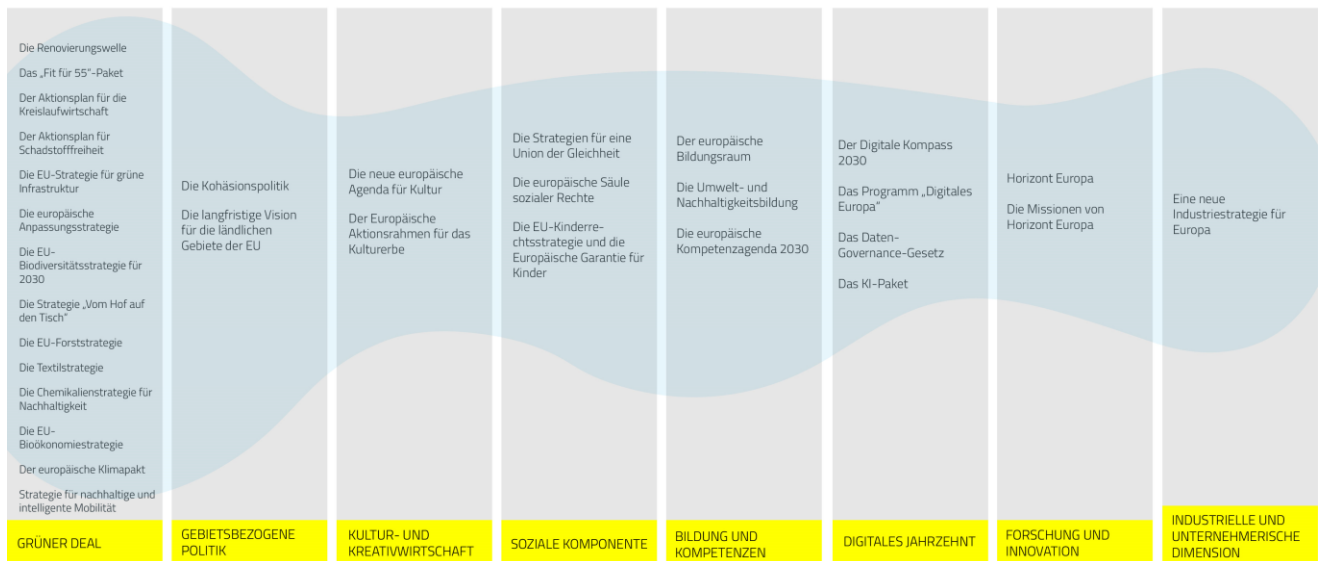 Die Renovierungswelle
Das „Fit für 55“-Paket
Der Aktionsplan für die
Kreislaufwirtschaft
Der Aktionsplan für
Schadstofffreiheit
Die EU-Strategie für grüne
Infrastruktur
Die europäische
Anpassungsstrategie
Die EU-
Biodiversitätsstrategie für
2030
Die Strategie „Vom Hof auf
den Tisch“
Die EU-Forststrategie
Die Textilstrategie
Die Chemikalienstrategie für
Nachhaltigkeit
Die EU-
Bioökonomiestrategie
Der europäische Klimapakt
Strategie für nachhaltige und
intelligente Mobilität
GRÜNER DEAL
Die Kohäsionspolitik
Die langfristige Vision
für die ländlichen
Gebiete der EU
GEBIETSBEZOGENE
POLITIK
Die neue europäische
Agenda für Kultur
Der Europäische
Aktionsrahmen für das
Kulturerbe
KULTUR- UND
KREATIVWIRTSCHAFT
Die Strategien für eine
Union der Gleichheit
Die europäische Säule
sozialer Rechte
Die EU-Kinderre-
chtsstrategie und die
Europäische Garantie für
Kinder
SOZIALE KOMPONENTE
Der europäische
Bildungsraum
Die Umwelt- und
Nachhaltigkeitsbildung
Die europäische
Kompetenzagenda 2030
BILDUNG UND
KOMPETENZEN
Der Digitale Kompass
2030
Das Programm „Digitales
Europa“
Das Daten-
Governance-Gesetz
Das KI-Paket
DIGITALES JAHRZEHNT
Horizont Europa
Die Missionen von
Horizont Europa
FORSCHUNG UND
INNOVATION
Eine neue
Industriestrategie für
Europa
INDUSTRIELLE UND
UNTERNEHMERISCHE
DIMENSION